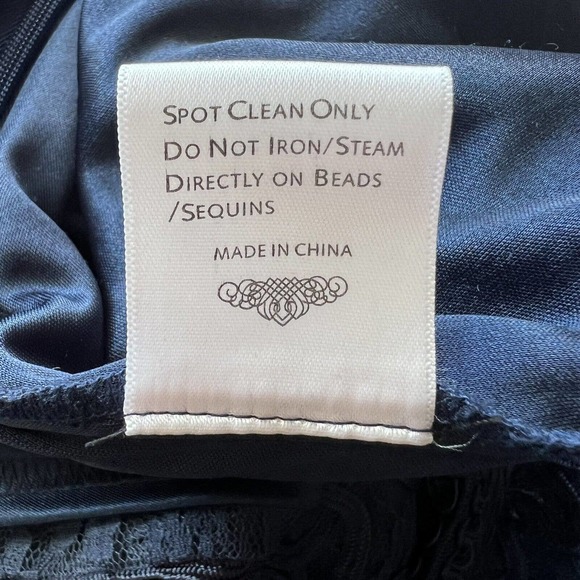 SPOT CLEAN ONLY
DO NOT IRON/STEAM
DIRECTLY ON BEADS
/SEQUINS
MADE IN CHINA